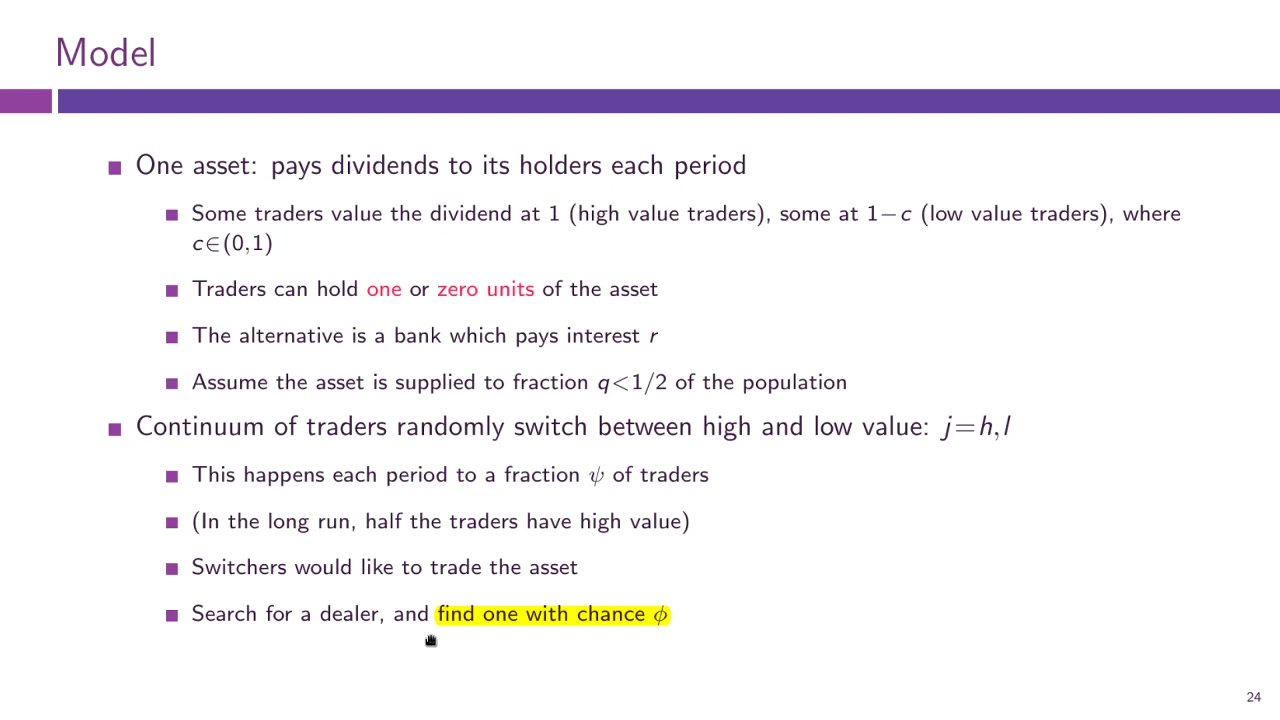 Model
One asset: pays dividends to its holders each period
Some traders value the dividend at 1 (high value traders), some at 1−c (low value traders), where
c∈(0,1)
Traders can hold one or zero units of the asset
The alternative is a bank which pays interest r
Assume the asset is supplied to fraction q<1/2 of the population
Continuum of traders randomly switch between high and low value: j=h,l
This happens each period to a fraction ψ of traders
(In the long run, half the traders have high value)
Switchers would like to trade the asset
Search for a dealer, and find one with chance ϕ
24